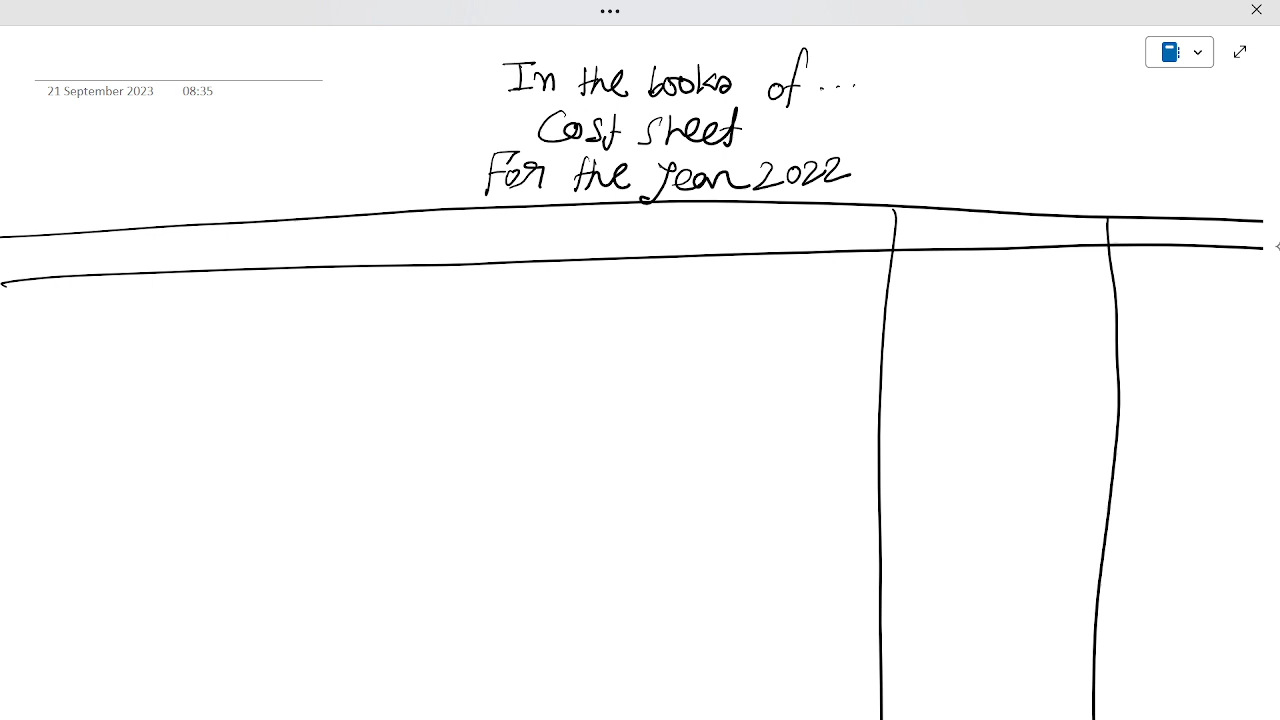 In the books of ...
Cost sheet
For the year 2022
21 September 2023 08:35